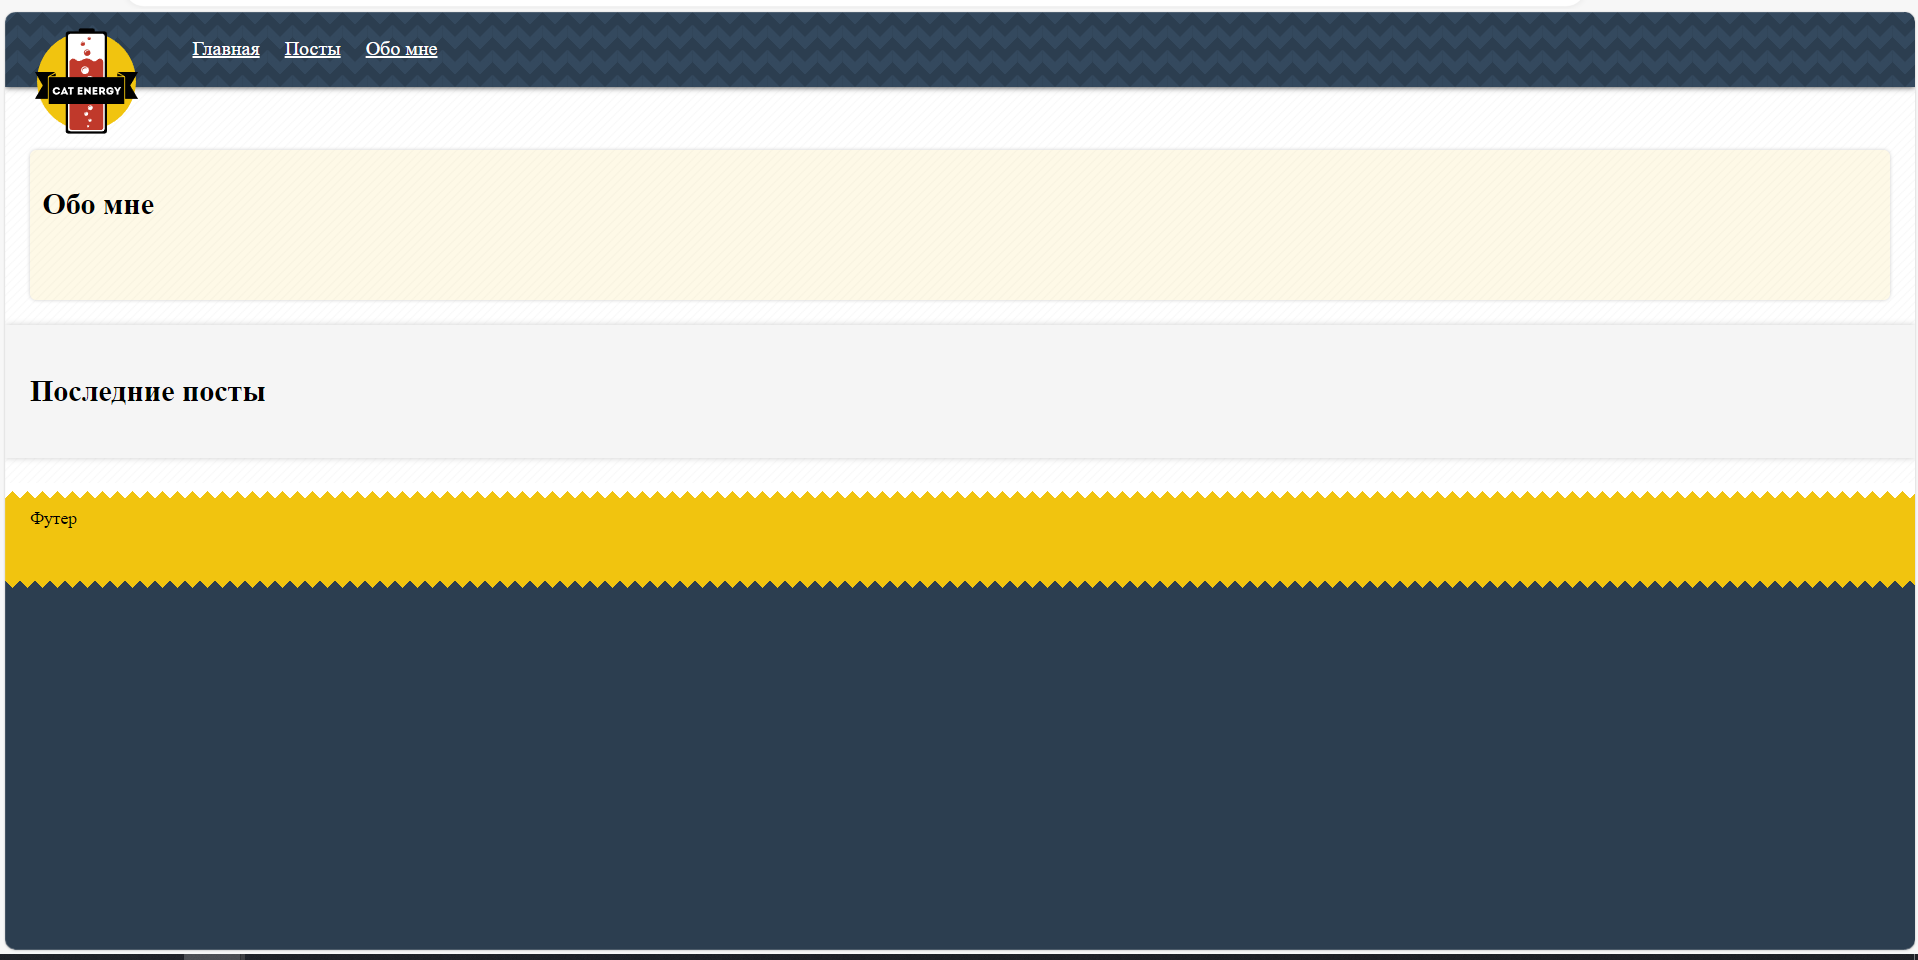 Главная Посты Обо мне
CAT ENERGY
Обо мне
Последние посты
Футер